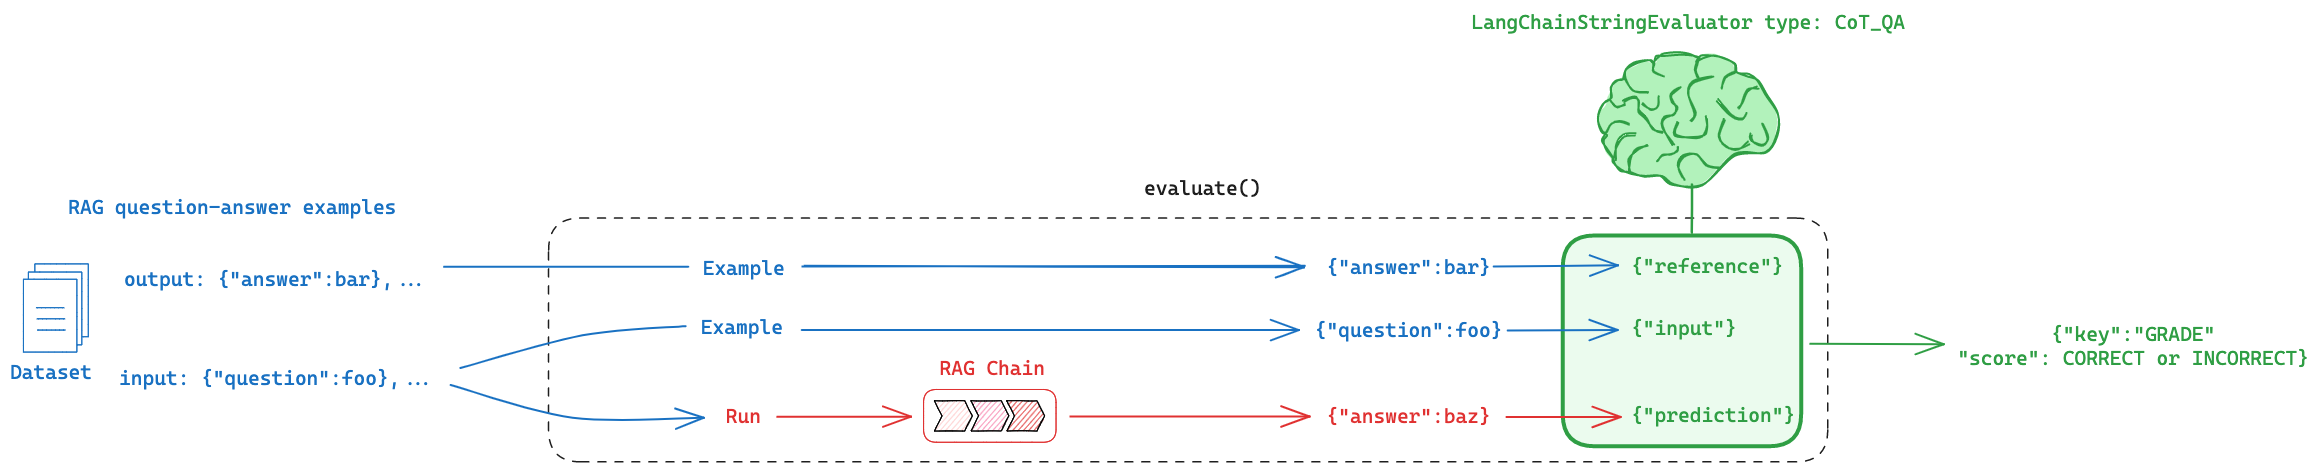 LangChainStringEvaluator type: CoT_QA
evaluate()
RAG question-answer examples
output: {"answer":bar}, ...
Example
{"answer":bar}
{"reference"}
Example
{"question":foo}
{"input"}
{"key":"GRADE"
"score": CORRECT or INCORRECT}
Dataset
input: {"question":foo}, ...
RAG Chain
Run
{"answer":baz}
{"prediction"}